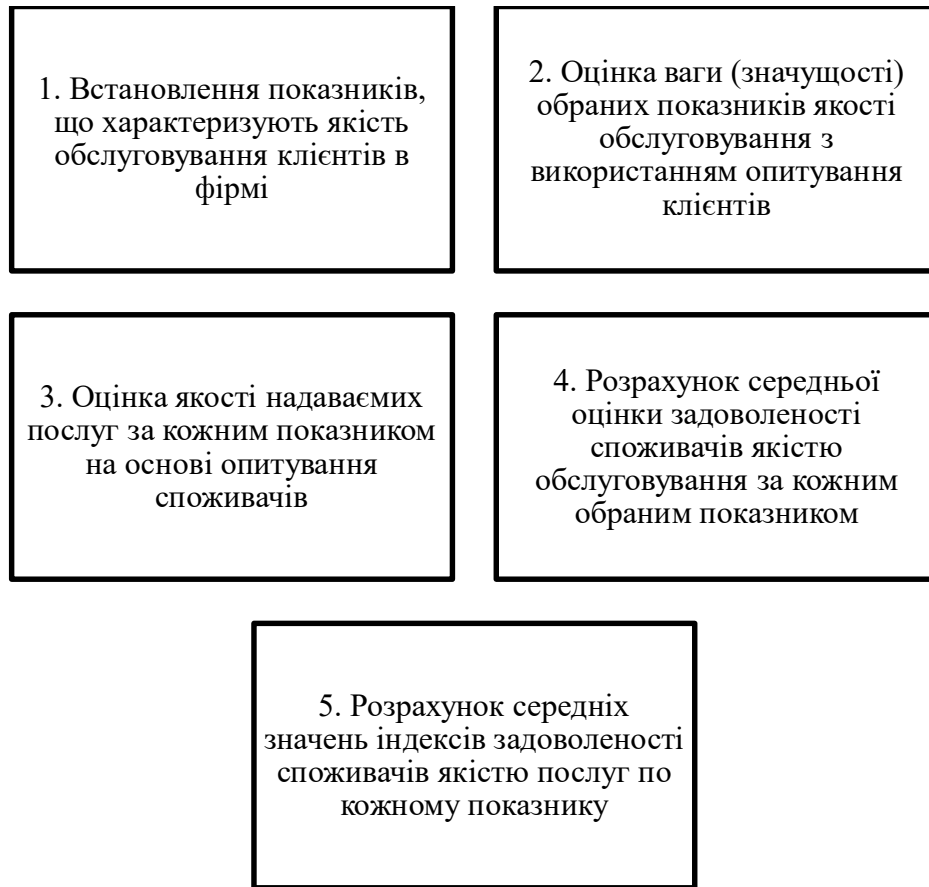 1. Встановлення показників,
що характеризують якість
обслуговування клієнтів в
фірмі
2. Оцінка ваги (значущості)
обраних показників якості
обслуговування з
використанням опитування
клієнтів
3. Оцінка якості надаваємих
послуг за кожним показником
на основі опитування
споживачів
4. Розрахунок середньої
оцінки задоволеності
споживачів якістю
обслуговування за кожним
обраним показником
5. Розрахунок середніх
значень індексів задоволеності
споживачів якістю послуг по
кожному показнику